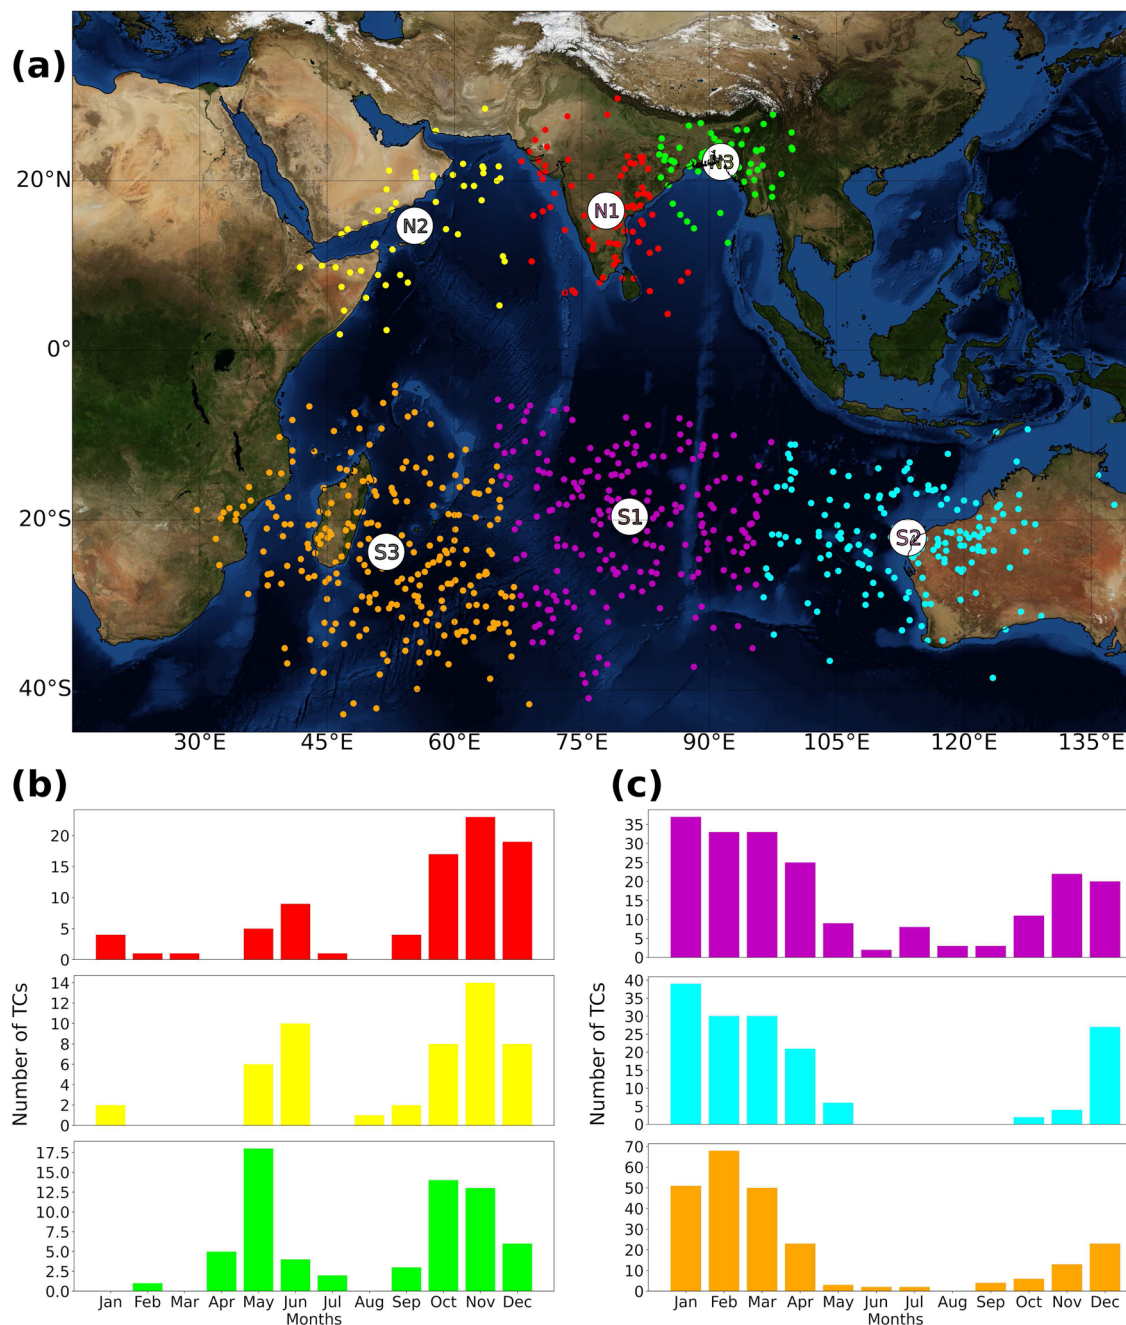 (a)
20°N
0°
20°S
40°S
N1
N2
N3
S1
S2
S3
30°E
45°E
60°E
75°E
90°E
105°E
120°E
135°E
(b)
Number of TCs
20
15
10
5
0
14
12
10
8
6
4
2
0
17.5
15.0
12.5
10.0
7.5
5.0
2.5
0.0
Jan Feb Mar Apr May Jun Jul Aug Sep Oct Nov Dec
Months
(c)
Number of TCs
35
30
25
20
15
10
5
0
40
35
30
25
20
15
10
5
0
70
60
50
40
30
20
10
0
Jan Feb Mar Apr May Jun Jul Aug Sep Oct Nov Dec
Months